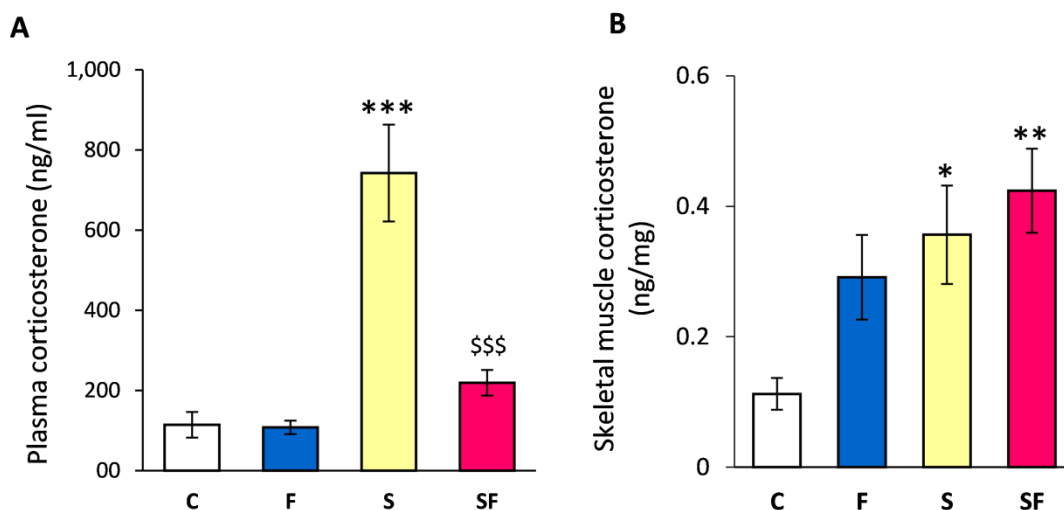 A
Plasma corticosterone (ng/ml)
1,000
800
600
400
200
00
***
$$$
C F S SF
B
Skeletal muscle corticosterone
(ng/mg)
0.6
0.4
0.2
0
*
**
C F S SF